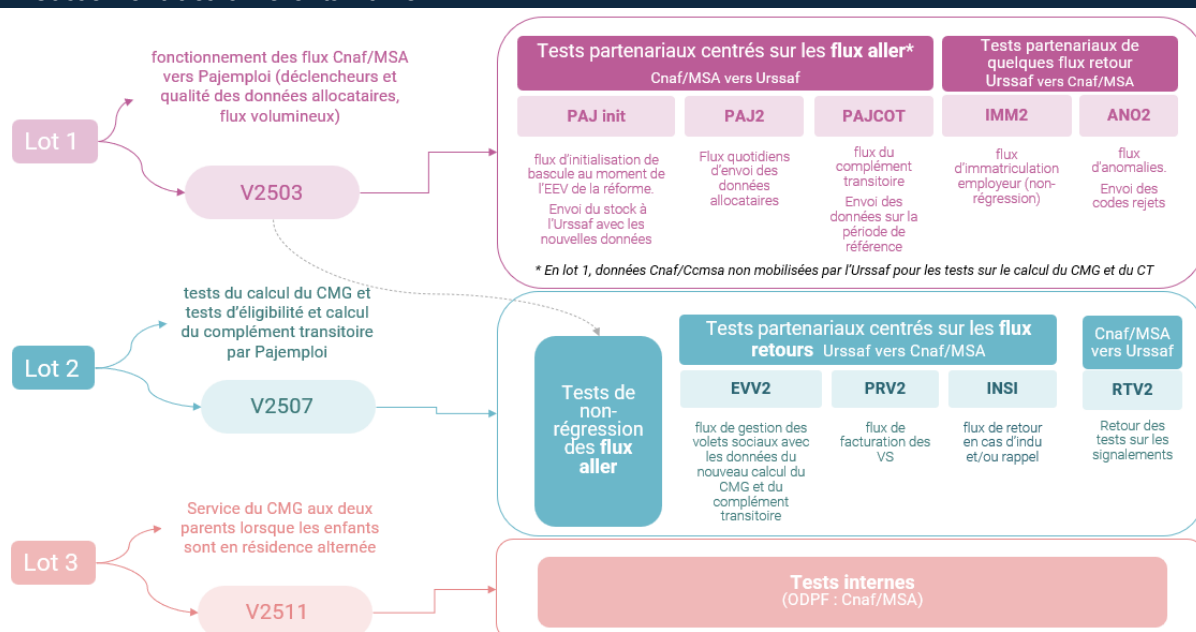 fonctionnement des flux Cnaf/MSA
vers Pajemploi (déclencheurs et
qualité des données allocataires,
flux volumineux)
Lot 1
V2503
Tests partenariaux centrés sur les flux aller*
Cnaf/MSA vers Urssaf
Tests partenariaux de
quelques flux retour
Urssaf vers Cnaf/MSA
PAJ init
PAJ2
PAJCOT
IMM2
ANO2
flux d'initialisation de
bascule au moment de
l'EEV de la réforme.
Envoi du stock à
l'Urssaf avec les
nouvelles données
Flux quotidiens
d'envoi des
données
allocataires
flux du
complément
transitoire
Envoi des
données sur la
période de
référence
flux
d'immatriculation
employeur (non-
régression)
flux
d'anomalies.
Envoi des
codes rejets
* En lot 1, données Cnaf/Ccmsa non mobilisées par l'Urssaf pour les tests sur le calcul du CMG et du CT
tests du calcul du CMG et
tests d'éligibilité et calcul
du complément transitoire
par Pajemploi
Lot 2
V2507
Tests de
non-
régression
des flux
aller
Tests partenariaux centrés sur les flux
retours Urssaf vers Cnaf/MSA
Cnaf/MSA
vers Urssaf
EVV2
PRV2
INSI
RTV2
flux de gestion des
volets sociaux avec
les données du
nouveau calcul du
CMG et du
complément
transitoire
flux de
facturation des
VS
flux de retour
en cas d'indu
et/ou rappel
Retour des
tests sur les
signalements
Service du CMG aux deux
parents lorsque les enfants
sont en résidence alternée
Lot 3
V2511
Tests internes
(ODPF : Cnaf/MSA)